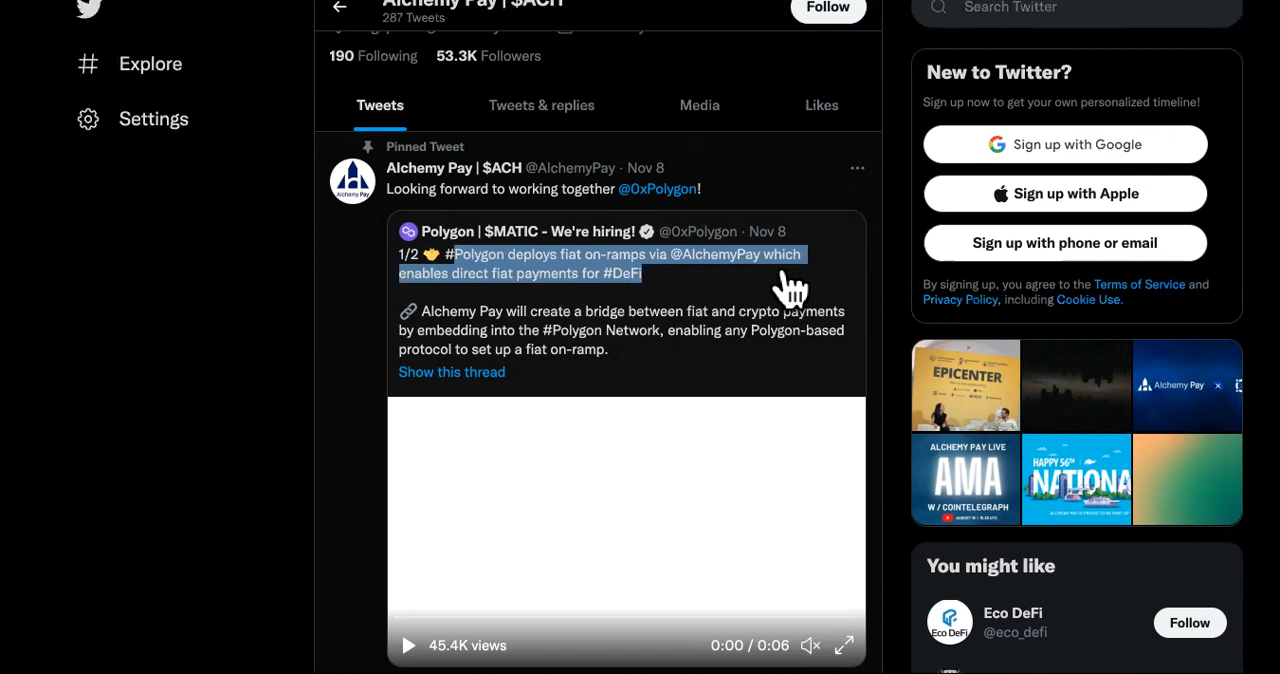 Explore
Settings
Alchemy Pay | $ACH
287 Tweets
Follow
190 Following 53.3K Followers
Tweets Tweets & replies Media Likes
Pinned Tweet
Alchemy Pay | $ACH @AlchemyPay · Nov 8
Looking forward to working together @0xPolygon!
Alchemy Pay
Polygon | $MATIC - We're hiring! @0xPolygon · Nov 8
1/2 #Polygon deploys fiat on-ramps via @AlchemyPay which
enables direct fiat payments for #DeFi
Alchemy Pay will create a bridge between fiat and crypto payments
by embedding into the #Polygon Network, enabling any Polygon-based
protocol to set up a fiat on-ramp.
Show this thread
45.4K views 0:00 / 0:06
Search Twitter
New to Twitter?
Sign up now to get your own personalized timeline!
Sign up with Google
Sign up with Apple
Sign up with phone or email
By signing up, you agree to the Terms of Service and
Privacy Policy, including Cookie Use.
EPICENTER
Alchemy Pay
ALCHEMY PAY LIVE
AMA
W / COINTELEGRAPH
HAPPY 56TH
NATIONA
You might like
Eco DeFi
@eco_defi
Eco DeFi
Follow